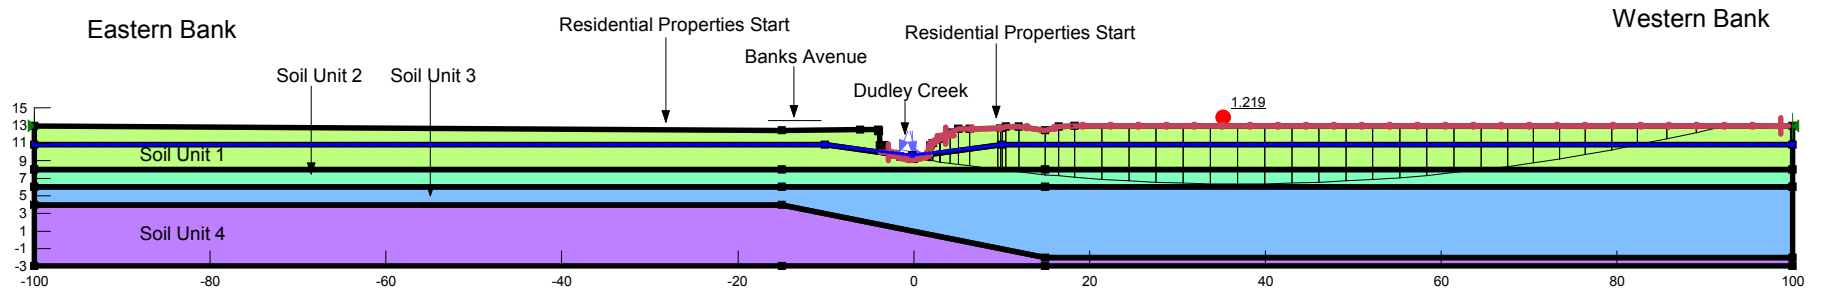 Eastern Bank
Residential Properties Start
Western Bank
Residential Properties Start
Banks Avenue
Soil Unit 2
Soil Unit 3
Dudley Creek
1.219
15
13
11
9
7
5
3
1
-1
-3
Soil Unit 1
Soil Unit 4
-100
-80
-60
-40
-20
0
20
40
60
80
100